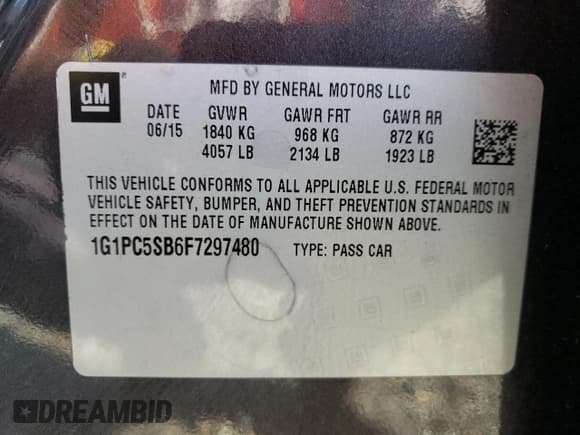 GM
®
MFD BY GENERAL MOTORS LLC
DATE GVWR GAWR FRT GAWR RR
06/15 1840 KG 968 KG 872 KG
4057 LB 2134 LB 1923 LB
THIS VEHICLE CONFORMS TO ALL APPLICABLE U.S. FEDERAL MOTOR
VEHICLE SAFETY, BUMPER, AND THEFT PREVENTION STANDARDS IN
EFFECT ON THE DATE OF MANUFACTURE SHOWN ABOVE.
1G1PC5SB6F7297480 TYPE: PASS CAR
DREAMBID